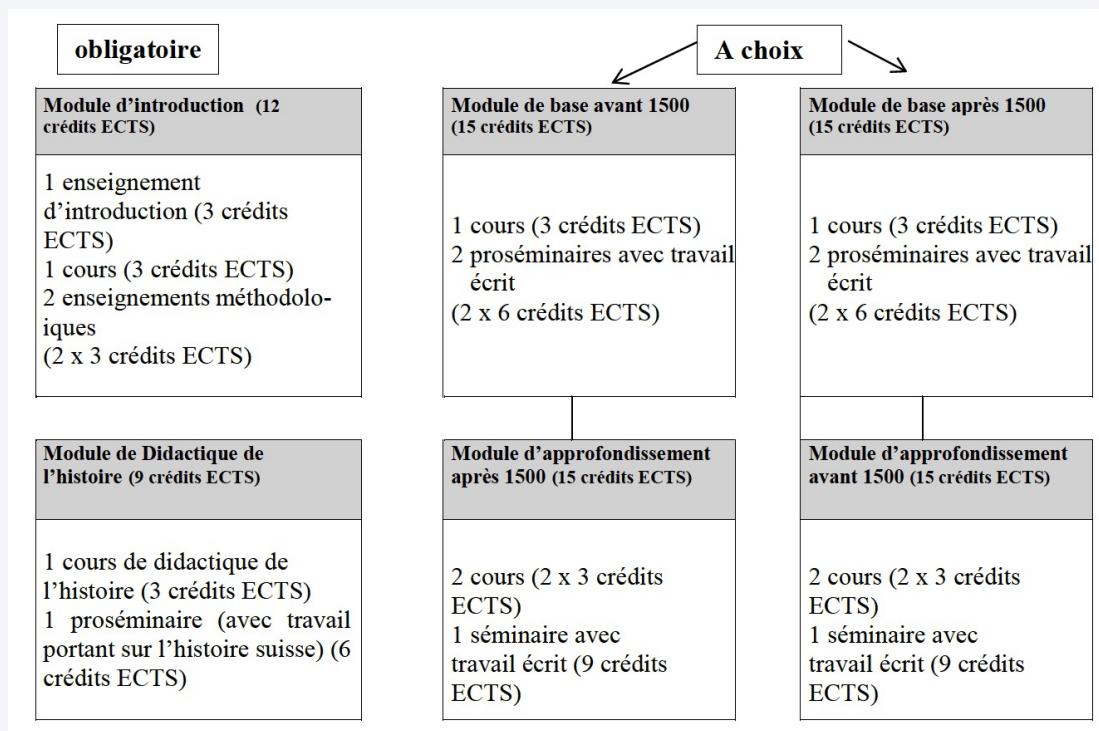 obligatoire
A choix
Module d'introduction (12
crédits ECTS)
1 enseignement
d'introduction (3 crédits
ECTS)
1 cours (3 crédits ECTS)
2 enseignements méthodolo-
iques
(2 x 3 crédits ECTS)
Module de base avant 1500
(15 crédits ECTS)
1 cours (3 crédits ECTS)
2 proséminaires avec travail
écrit
(2 x 6 crédits ECTS)
Module de base après 1500
(15 crédits ECTS)
1 cours (3 crédits ECTS)
2 proséminaires avec travail
écrit
(2 x 6 crédits ECTS)
Module de Didactique de
l'histoire (9 crédits ECTS)
1 cours de didactique de
l'histoire (3 crédits ECTS)
1 proséminaire (avec travail
portant sur l'histoire suisse) (6
crédits ECTS)
Module d'approfondissement
après 1500 (15 crédits ECTS)
2 cours (2 x 3 crédits
ECTS)
1 séminaire avec
travail écrit (9 crédits
ECTS)
Module d'approfondissement
avant 1500 (15 crédits ECTS)
2 cours (2 x 3 crédits
ECTS)
1 séminaire avec
travail écrit (9 crédits
ECTS)